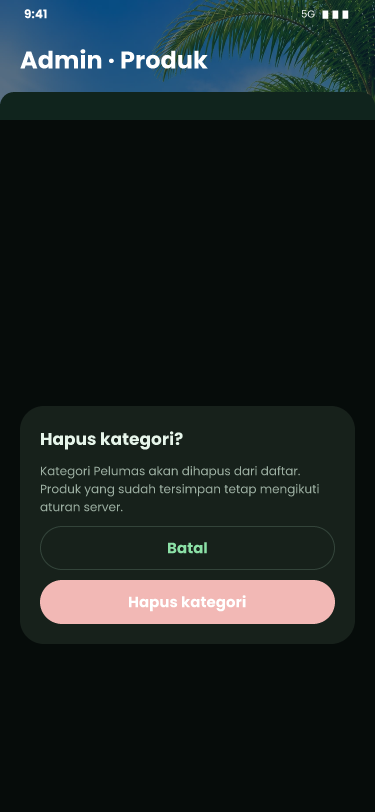 9:41
5G
Admin · Produk
Hapus kategori?
Kategori Pelumas akan dihapus dari daftar.
Produk yang sudah tersimpan tetap mengikuti
aturan server.
Batal
Hapus kategori